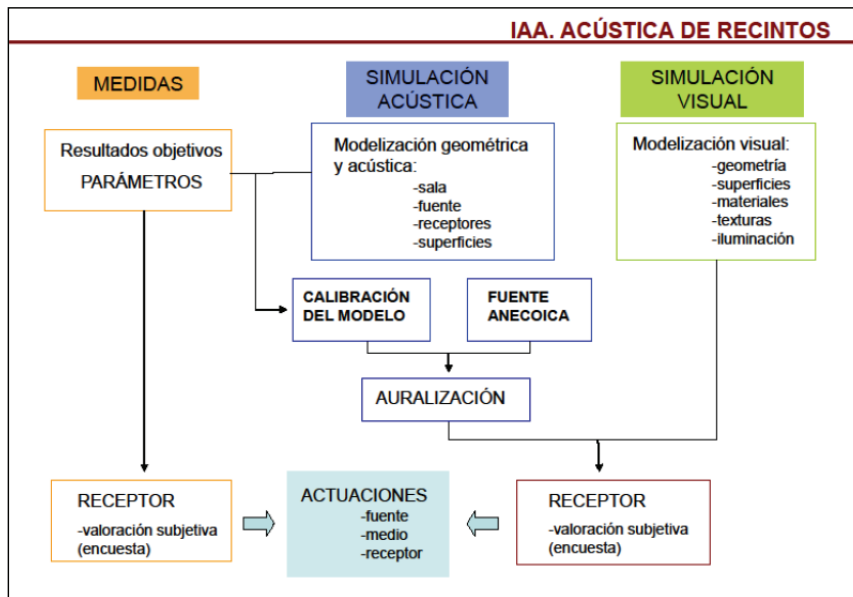 IAA. ACÚSTICA DE RECINTOS
MEDIDAS
SIMULACIÓN
ACÚSTICA
SIMULACIÓN
VISUAL
Resultados objetivos
PARÁMETROS
Modelización geométrica
y acústica:
-sala
-fuente
-receptores
-superficies
Modelización visual:
-geometría
-superficies
-materiales
-texturas
-iluminación
CALIBRACIÓN
DEL MODELO
FUENTE
ANECOICA
AURALIZACIÓN
RECEPTOR
-valoración subjetiva
(encuesta)
ACTUACIONES
-fuente
-medio
-receptor
RECEPTOR
-valoración subjetiva
(encuesta)